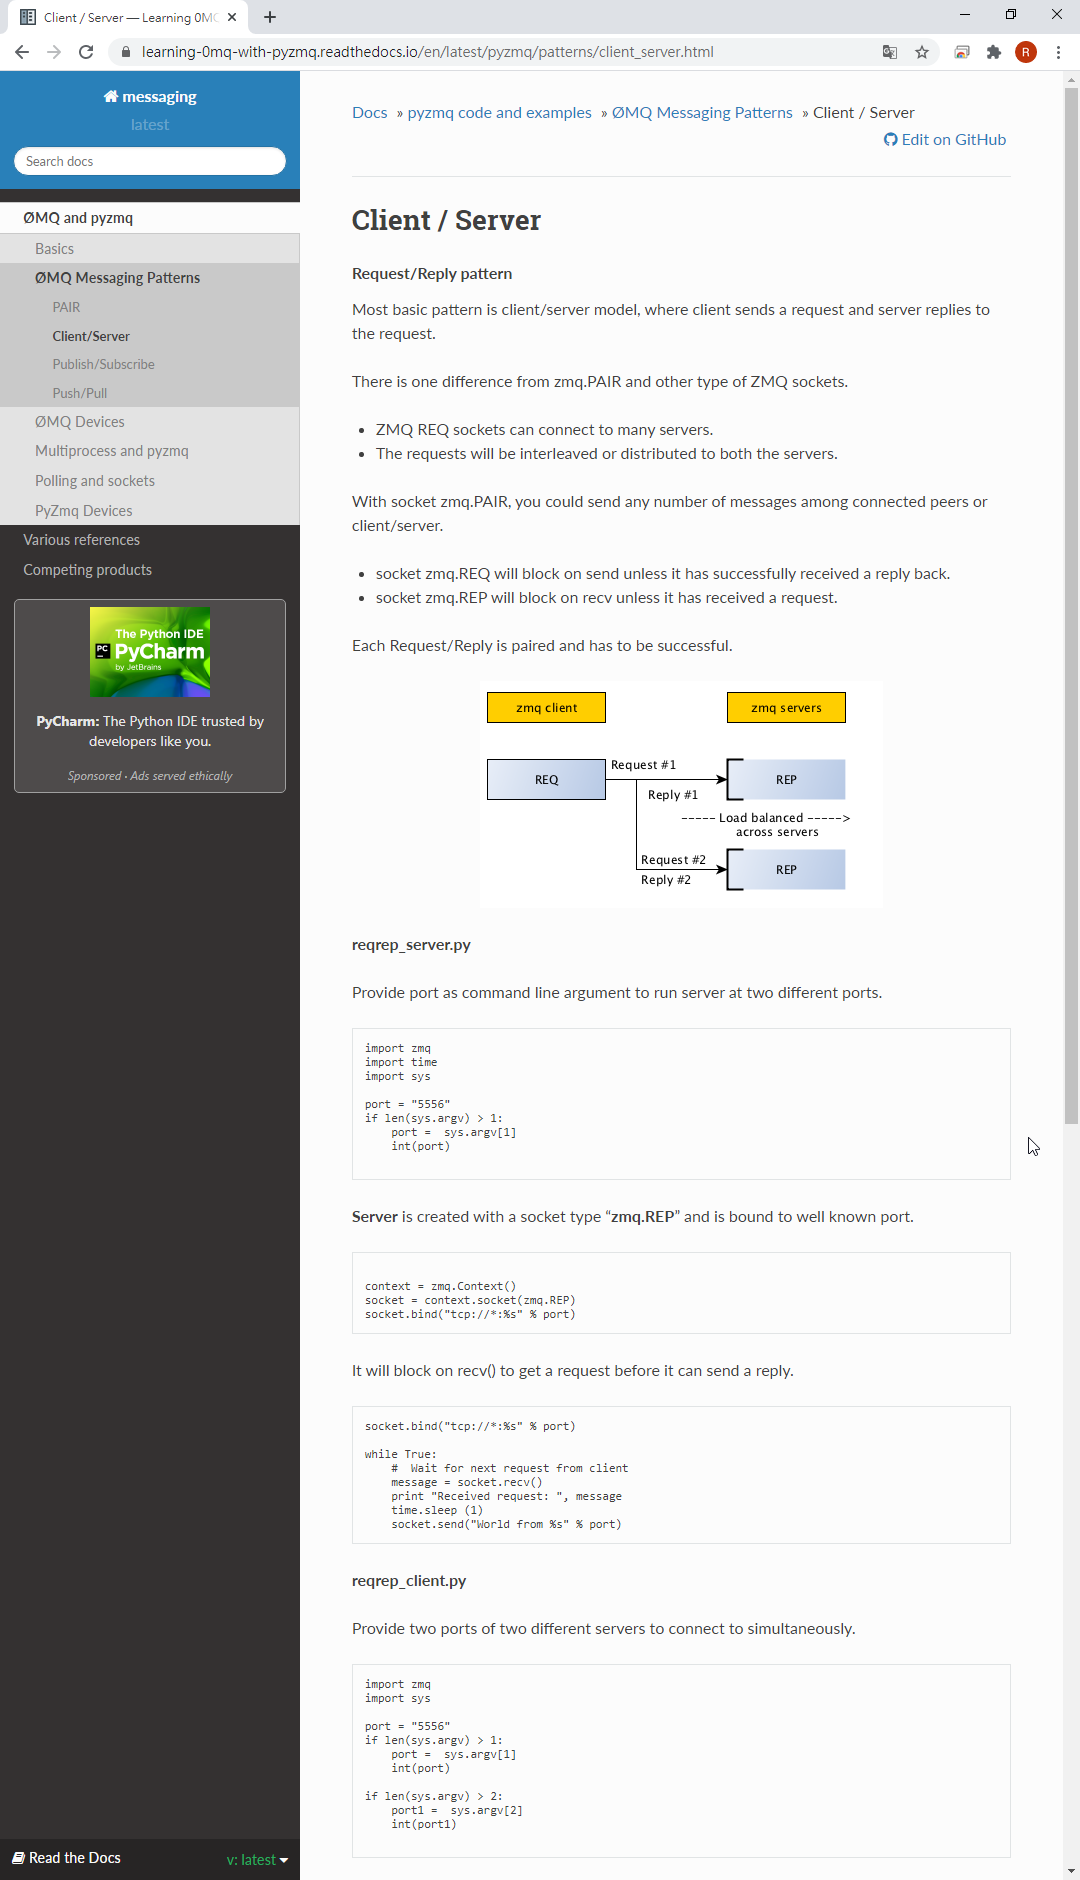 Client / Server — Learning 0MQ
learning-0mq-with-pyzmq.readthedocs.io/en/latest/pyzmq/patterns/client_server.html
R
messaging
latest
Search docs
ØMQ and pyzmq
Basics
ØMQ Messaging Patterns
PAIR
Client/Server
Publish/Subscribe
Push/Pull
ØMQ Devices
Multiprocess and pyzmq
Polling and sockets
PyZmq Devices
Various references
Competing products
The Python IDE
PC PyCharm
by JetBrains
PyCharm: The Python IDE trusted by
developers like you.
Sponsored · Ads served ethically
Read the Docs
v: latest
Docs » pyzmq code and examples » ØMQ Messaging Patterns » Client / Server
Edit on GitHub
Client / Server
Request/Reply pattern
Most basic pattern is client/server model, where client sends a request and server replies to
the request.
There is one difference from zmq.PAIR and other type of ZMQ sockets.
• ZMQ REQ sockets can connect to many servers.
• The requests will be interleaved or distributed to both the servers.
With socket zmq.PAIR, you could send any number of messages among connected peers or
client/server.
• socket zmq.REQ will block on send unless it has successfully received a reply back.
• socket zmq.REP will block on recv unless it has received a request.
Each Request/Reply is paired and has to be successful.
zmq client
zmq servers
REQ
Request #1
Reply #1
REP
----- Load balanced ----->
across servers
Request #2
Reply #2
REP
reqrep_server.py
Provide port as command line argument to run server at two different ports.
import zmq
import time
import sys
port = "5556"
if len(sys.argv) > 1:
    port =  sys.argv[1]
    int(port)
Server is created with a socket type “zmq.REP” and is bound to well known port.
context = zmq.Context()
socket = context.socket(zmq.REP)
socket.bind("tcp://*:%s" % port)
It will block on recv() to get a request before it can send a reply.
socket.bind("tcp://*:%s" % port)
while True:
    #  Wait for next request from client
    message = socket.recv()
    print "Received request: ", message
    time.sleep (1)
    socket.send("World from %s" % port)
reqrep_client.py
Provide two ports of two different servers to connect to simultaneously.
import zmq
import sys
port = "5556"
if len(sys.argv) > 1:
    port =  sys.argv[1]
    int(port)
if len(sys.argv) > 2:
    port1 =  sys.argv[2]
    int(port1)